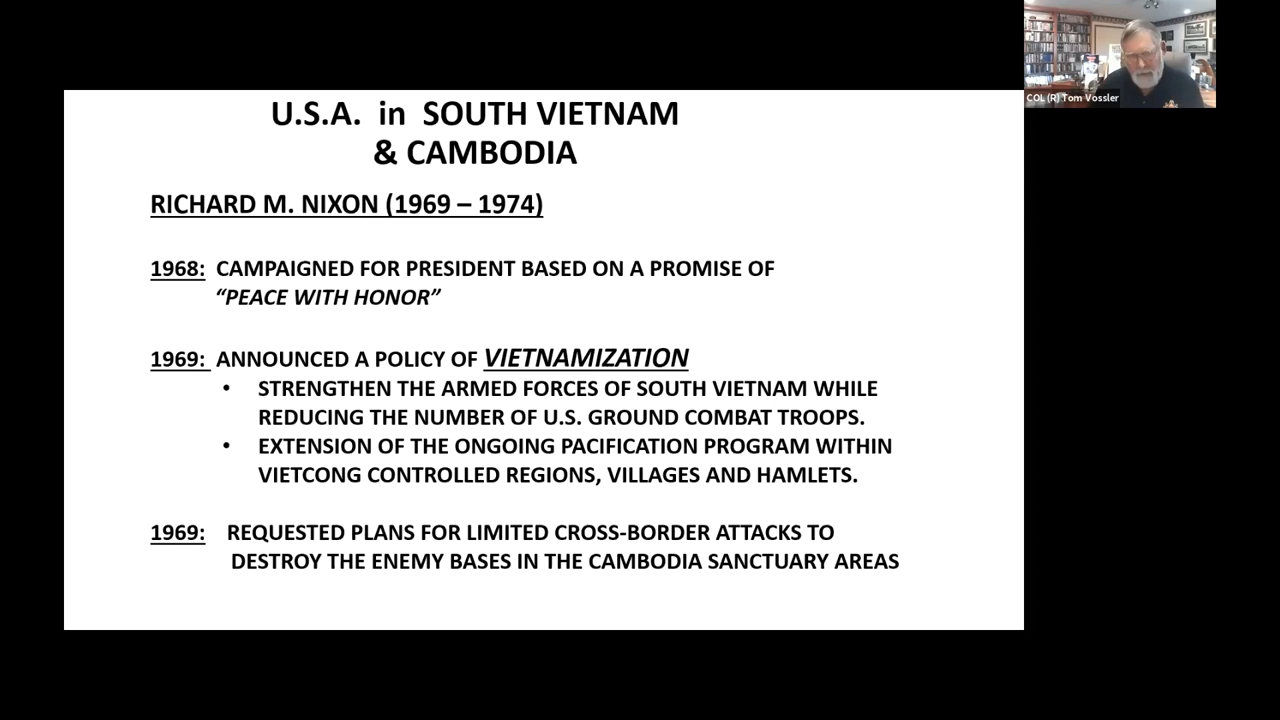 U.S.A. in SOUTH VIETNAM
& CAMBODIA
RICHARD M. NIXON (1969 – 1974)
1968: CAMPAIGNED FOR PRESIDENT BASED ON A PROMISE OF
“PEACE WITH HONOR”
1969: ANNOUNCED A POLICY OF VIETNAMIZATION
• STRENGTHEN THE ARMED FORCES OF SOUTH VIETNAM WHILE
REDUCING THE NUMBER OF U.S. GROUND COMBAT TROOPS.
• EXTENSION OF THE ONGOING PACIFICATION PROGRAM WITHIN
VIETCONG CONTROLLED REGIONS, VILLAGES AND HAMLETS.
1969: REQUESTED PLANS FOR LIMITED CROSS-BORDER ATTACKS TO
DESTROY THE ENEMY BASES IN THE CAMBODIA SANCTUARY AREAS
COL (R) Tom Vossler